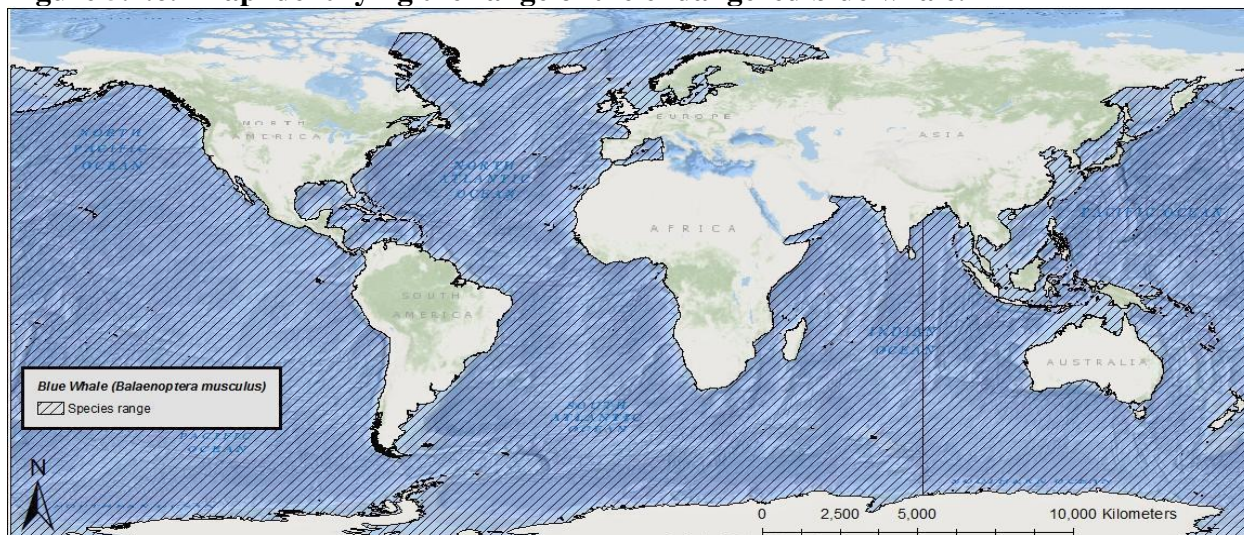 NORTH
AMERICA
EUROPE
ASIA
NORTH
PACIFIC
OCEAN
NORTH
ATLANTIC
OCEAN
PACIFIC OCEAN
AFRICA
SOUTH
AMERICA
INDIAN
OCEAN
AUSTRALIA
Blue Whale (Balaenoptera musculus)
Species range
SOUTH
ATLANTIC
OCEAN
PACIFIC
OCEAN
N
0 2,500 5,000 10,000 Kilometers